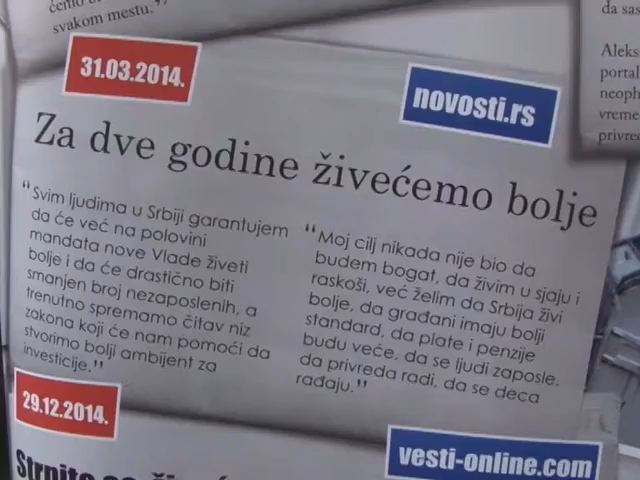 svakom mestu."
da sas
31.03.2014.
novosti.rs
Aleks
portal
neoph
vreme
privred
Za dve godine živećemo bolje
"Svim ljudima u Srbiji garantujem
da će već na polovini
mandata nove Vlade živeti
bolje i da će drastično biti
smanjen broj nezaposlenih, a
trenutno spremamo čitav niz
zakona koji će nam pomoći da
stvorimo bolji ambijent za
investicije."
"Moj cilj nikada nije bio da
budem bogat, da živim u sjaju i
raskoši, već želim da Srbija živi
bolje, da građani imaju bolji
standard, da plate i penzije
budu veće, da se ljudi zaposle,
da privreda radi, da se deca
rađaju."
29.12.2014.
vesti-online.com